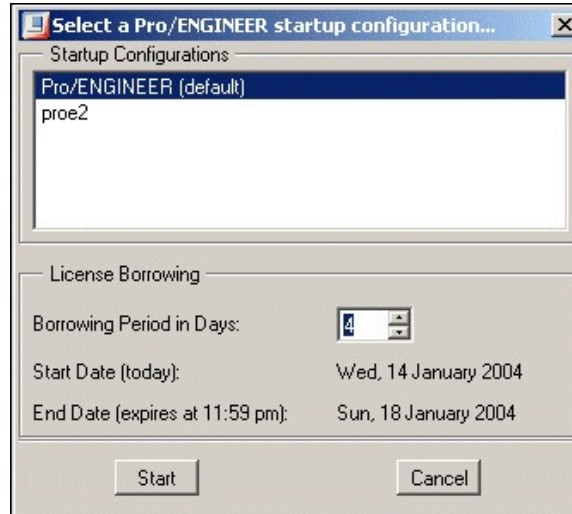 Select a Pro/ENGINEER startup configuration...
Startup Configurations
Pro/ENGINEER (default)
proe2
License Borrowing
Borrowing Period in Days: 4
Start Date (today): Wed, 14 January 2004
End Date (expires at 11:59 pm): Sun, 18 January 2004
Start Cancel